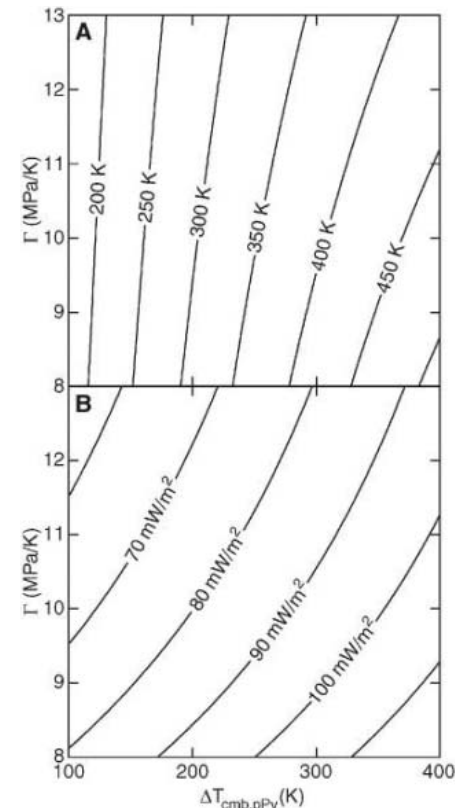 13
A
12
11
Γ (MPa/K)
10
9
8
200 K
250 K
300 K
350 K
400 K
450 K
B
12
11
Γ (MPa/K)
10
9
8
70 mW/m²
80 mW/m²
90 mW/m²
100 mW/m²
100 200 300 400
ΔTcmb,pPv(K)